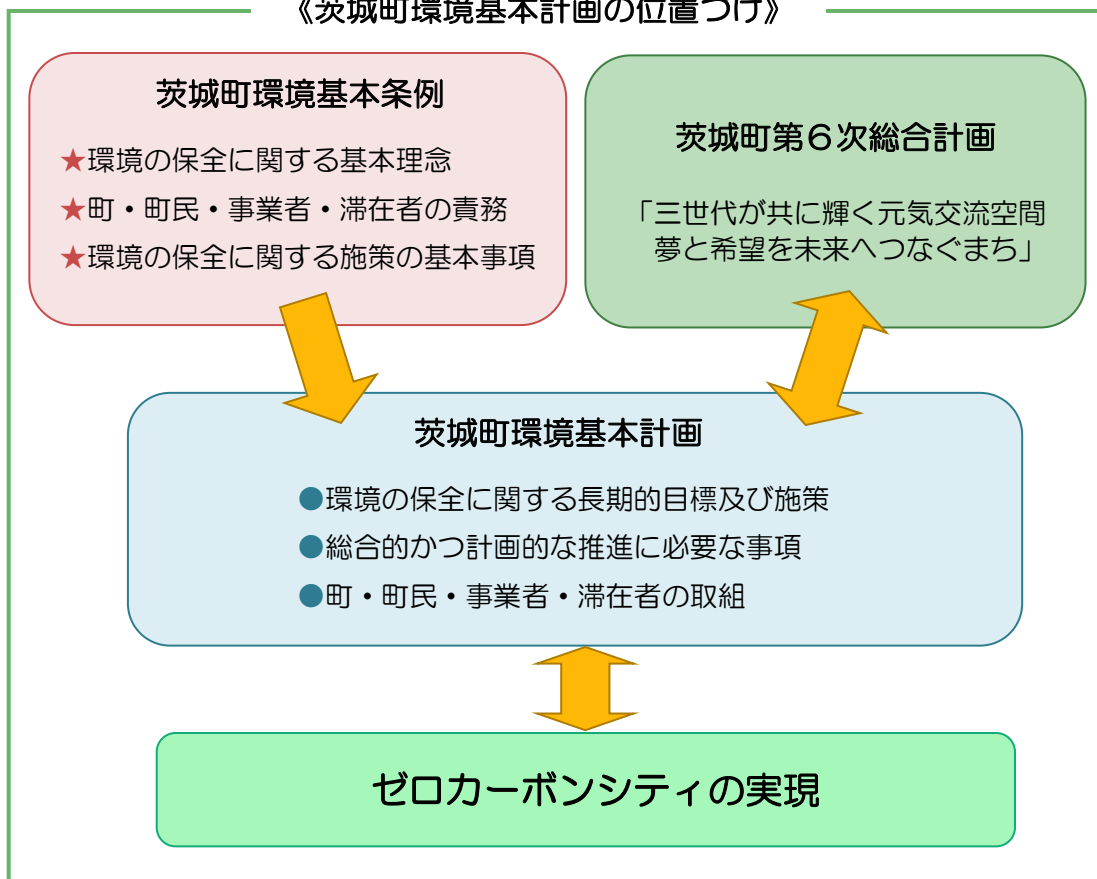 《茨城町環境基本計画の位置づけ》
茨城町環境基本条例
★環境の保全に関する基本理念
★町・町民・事業者・滞在者の責務
★環境の保全に関する施策の基本事項
茨城町第６次総合計画
「三世代が共に輝く元気交流空間
夢と希望を未来へつなぐまち」
茨城町環境基本計画
●環境の保全に関する長期的目標及び施策
●総合的かつ計画的な推進に必要な事項
●町・町民・事業者・滞在者の取組
ゼロカーボンシティの実現